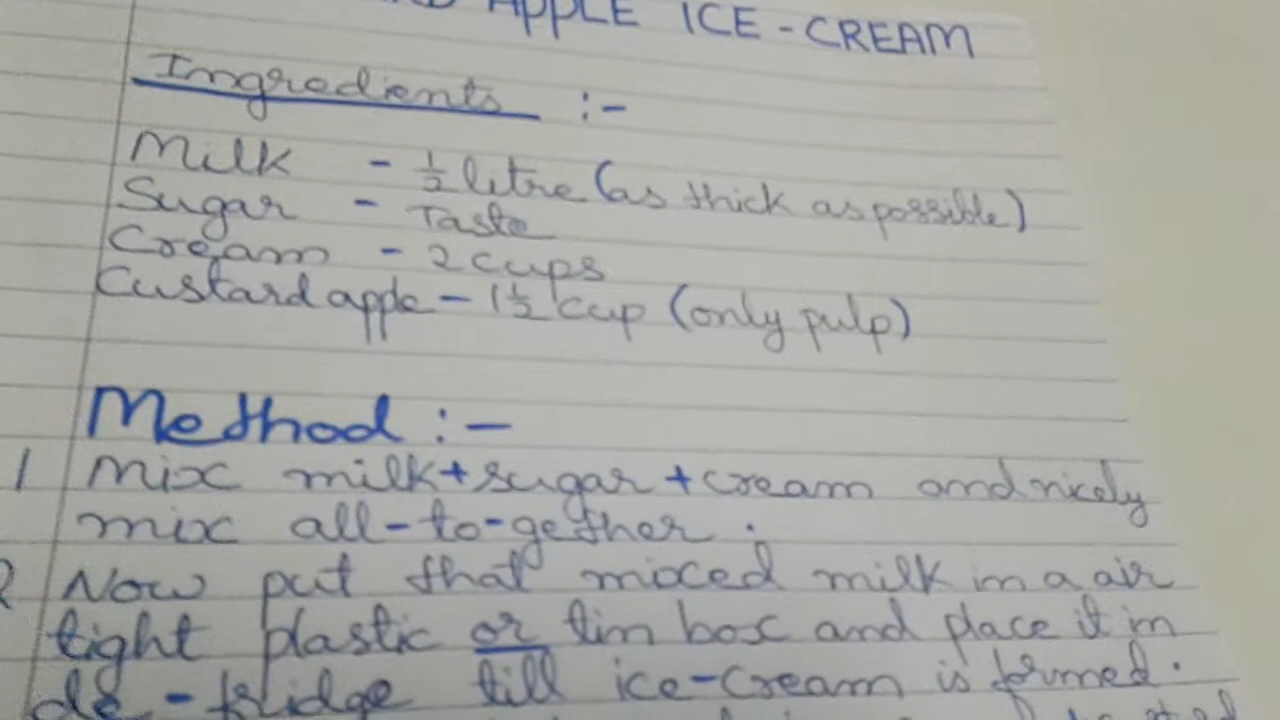 APPLE ICE-CREAM
Ingredients :-
Milk - ½ litre (as thick as possible)
Sugar - Taste
Cream - 2 cups
Custard apple - 1½ cup (only pulp)
Method :-
1 Mix milk+sugar+cream and nicely
mix all-to-gether.
2 Now put that mixed milk in a air
tight plastic or tin box and place it in
de-fridge till ice-cream is formed.